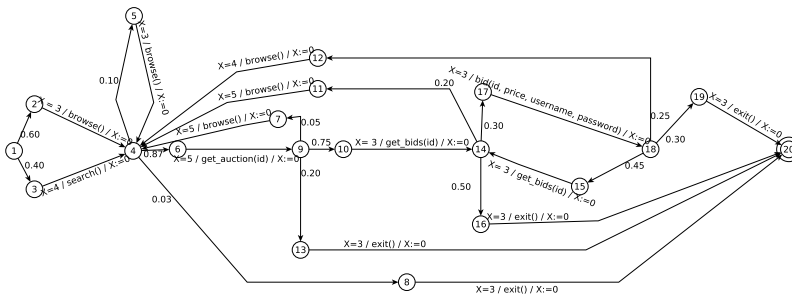 5
X=3 / browse() / X:=0
0.10
12
X=4 / browse() / X:=0
11
X=5 / browse() / X:=0
0.20
17
X=3 / bid(id, price, username, password) / X:=0
19
X=3 / exit() / X:=0
2
X = 3 / browse() / X:=0
0.60
7
X=5 / browse() / X:=0
0.05
0.25
0.30
0.30
1
4
0.87
6
X=5 / get_auction(id) / X:=0
9
0.75
10
X= 3 / get_bids(id) / X:=0
14
18
20
0.40
3
X=4 / search() / X:=0
0.20
0.50
X= 3 / get_bids(id) / X:=0
15
0.45
0.03
16
X=3 / exit() / X:=0
13
X=3 / exit() / X:=0
8
X=3 / exit() / X:=0